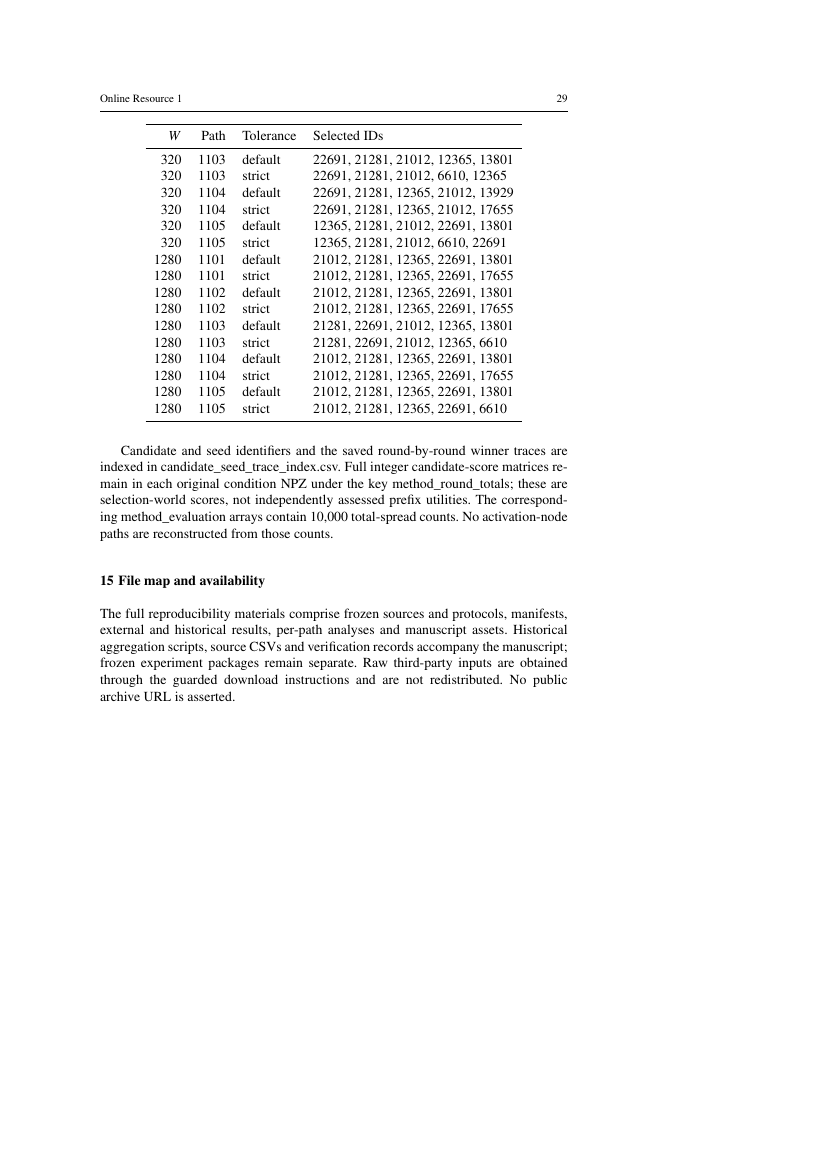 Online Resource 1 29
W Path Tolerance Selected IDs
320 1103 default 22691, 21281, 21012, 12365, 13801
320 1103 strict 22691, 21281, 21012, 6610, 12365
320 1104 default 22691, 21281, 12365, 21012, 13929
320 1104 strict 22691, 21281, 12365, 21012, 17655
320 1105 default 12365, 21281, 21012, 22691, 13801
320 1105 strict 12365, 21281, 21012, 6610, 22691
1280 1101 default 21012, 21281, 12365, 22691, 13801
1280 1101 strict 21012, 21281, 12365, 22691, 17655
1280 1102 default 21012, 21281, 12365, 22691, 13801
1280 1102 strict 21012, 21281, 12365, 22691, 17655
1280 1103 default 21281, 22691, 21012, 12365, 13801
1280 1103 strict 21281, 22691, 21012, 12365, 6610
1280 1104 default 21012, 21281, 12365, 22691, 13801
1280 1104 strict 21012, 21281, 12365, 22691, 17655
1280 1105 default 21012, 21281, 12365, 22691, 13801
1280 1105 strict 21012, 21281, 12365, 22691, 6610
Candidate and seed identifiers and the saved round-by-round winner traces are
indexed in candidate_seed_trace_index.csv. Full integer candidate-score matrices re-
main in each original condition NPZ under the key method_round_totals; these are
selection-world scores, not independently assessed prefix utilities. The correspond-
ing method_evaluation arrays contain 10,000 total-spread counts. No activation-node
paths are reconstructed from those counts.
15 File map and availability
The full reproducibility materials comprise frozen sources and protocols, manifests,
external and historical results, per-path analyses and manuscript assets. Historical
aggregation scripts, source CSVs and verification records accompany the manuscript;
frozen experiment packages remain separate. Raw third-party inputs are obtained
through the guarded download instructions and are not redistributed. No public
archive URL is asserted.